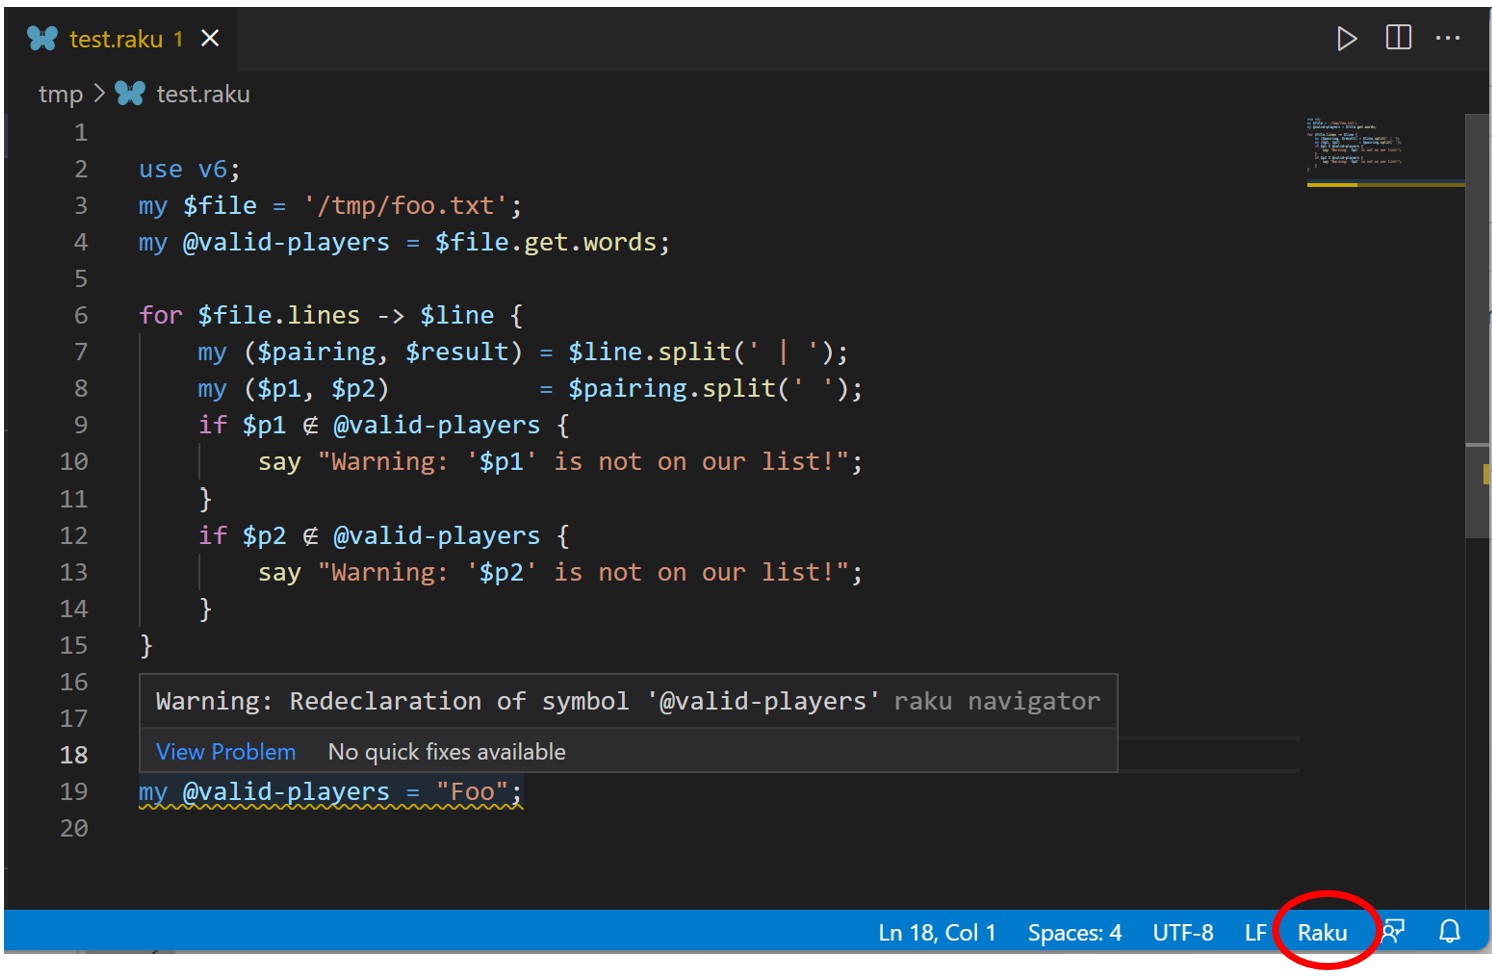 test.raku 1
tmp > test.raku
1
2 use v6;
3 my $file = '/tmp/foo.txt';
4 my @valid-players = $file.get.words;
5
6 for $file.lines -> $line {
7 my ($pairing, $result) = $line.split(' | ');
8 my ($p1, $p2) = $pairing.split(' ');
9 if $p1 ∉ @valid-players {
10 say "Warning: '$p1' is not on our list!";
11 }
12 if $p2 ∉ @valid-players {
13 say "Warning: '$p2' is not on our list!";
14 }
15 }
16
Warning: Redeclaration of symbol '@valid-players' raku navigator
17
18
View Problem No quick fixes available
19 my @valid-players = "Foo";
20
Ln 18, Col 1 Spaces: 4 UTF-8 LF Raku